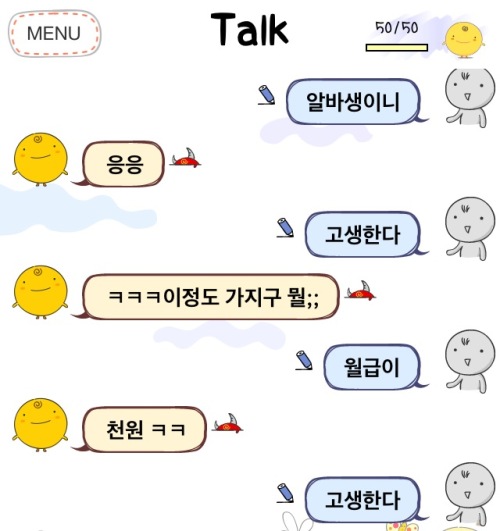 MENU
Talk
50/50
알바생이니
응응
고생한다
ㅋㅋㅋ이정도 가지구 뭘;;
월급이
천원 ㅋㅋ
고생한다